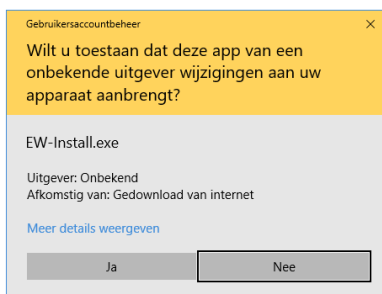 Gebruikersaccountbeheer
Wilt u toestaan dat deze app van een
onbekende uitgever wijzigingen aan uw
apparaat aanbrengt?
EW-Install.exe
Uitgever: Onbekend
Afkomstig van: Gedownload van internet
Meer details weergeven
Ja Nee